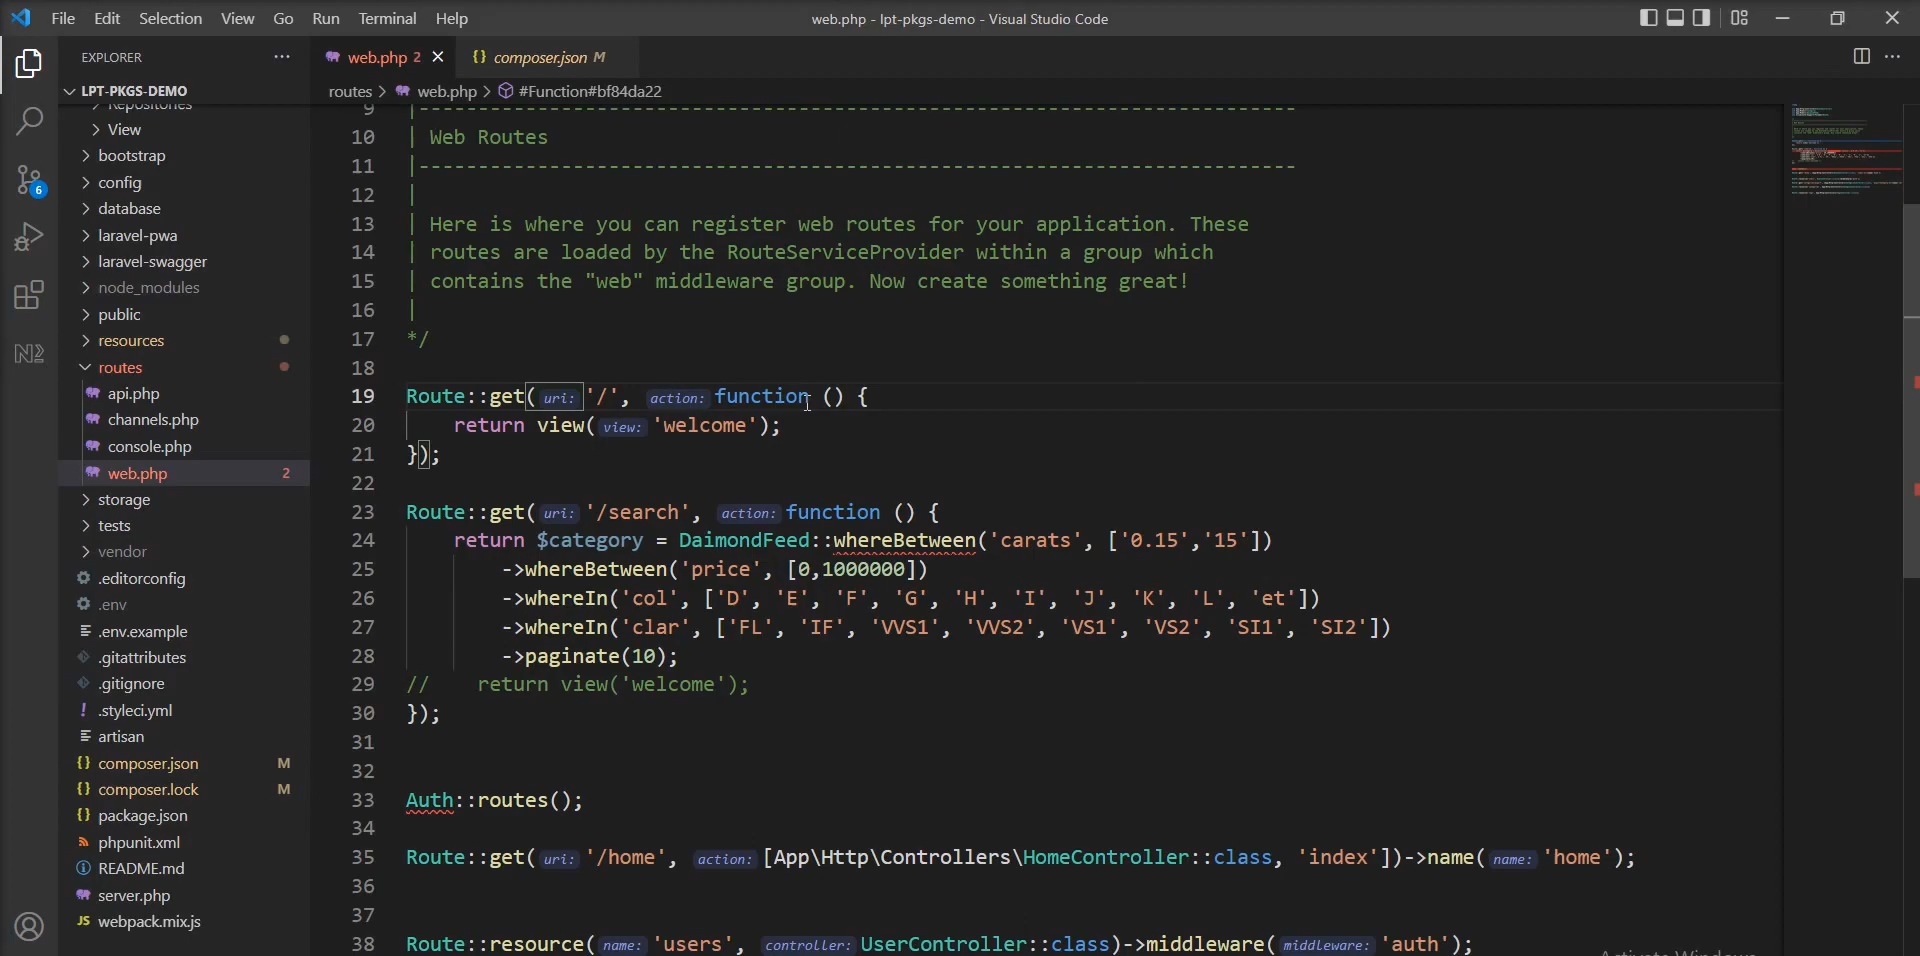 File Edit Selection View Go Run Terminal Help
web.php - lpt-pkgs-demo - Visual Studio Code
EXPLORER
LPT-PKGS-DEMO
Repositories
View
bootstrap
config
database
laravel-pwa
laravel-swagger
node_modules
public
resources
routes
api.php
channels.php
console.php
web.php 2
storage
tests
vendor
.editorconfig
.env
.env.example
.gitattributes
.gitignore
.styleci.yml
artisan
composer.json M
composer.lock M
package.json
phpunit.xml
README.md
server.php
JS webpack.mix.js
6
web.php 2
composer.json M
routes > web.php > #Function#bf84da22
9 |--------------------------------------------------------------------------
10 | Web Routes
11 |--------------------------------------------------------------------------
12 |
13 | Here is where you can register web routes for your application. These
14 | routes are loaded by the RouteServiceProvider within a group which
15 | contains the "web" middleware group. Now create something great!
16 |
17 */
18
19 Route::get(uri: '/', action: function () {
20 return view(view: 'welcome');
21 });
22
23 Route::get(uri: '/search', action: function () {
24 return $category = DaimondFeed::whereBetween('carats', ['0.15','15'])
25 ->whereBetween('price', [0,1000000])
26 ->whereIn('col', ['D', 'E', 'F', 'G', 'H', 'I', 'J', 'K', 'L', 'et'])
27 ->whereIn('clar', ['FL', 'IF', 'VVS1', 'VVS2', 'VS1', 'VS2', 'SI1', 'SI2'])
28 ->paginate(10);
29 // return view('welcome');
30 });
31
32
33 Auth::routes();
34
35 Route::get(uri: '/home', action: [App\Http\Controllers\HomeController::class, 'index'])->name(name: 'home');
36
37
38 Route::resource(name: 'users', controller: UserController::class)->middleware(middleware: 'auth');
Activate Windows